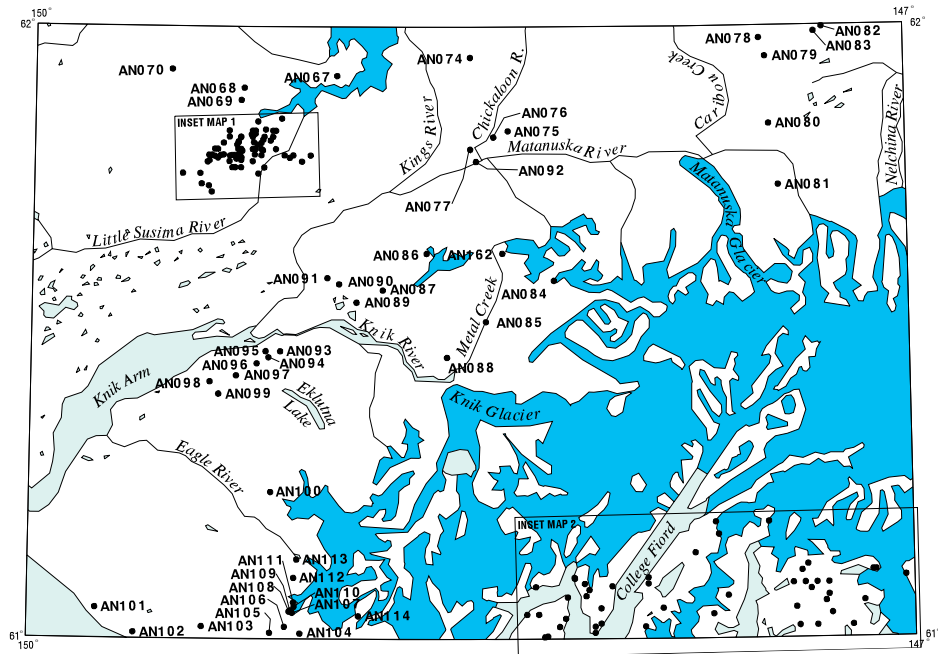 150°
62°
147°
62°
AN082
AN083
AN078
AN079
AN074
Chickaloon R.
Caribou Creek
AN070
AN067
AN068
AN069
INSET MAP 1
Kings River
AN076
AN075
Matanuska River
AN080
Nelchina River
AN092
AN077
Matanuska Glacier
AN081
Little Susima River
AN086
AN162
AN091
AN090
AN087
AN089
AN084
Metal Creek
AN085
Knik River
AN095
AN093
AN096
AN094
AN097
AN098
AN099
AN088
Knik Arm
Eklutna
Lake
Knik Glacier
Eagle River
AN100
INSET MAP 2
College Fiord
AN111
AN113
AN109
AN112
AN108
AN110
AN106
AN107
AN105
AN114
AN101
AN102
AN103
AN104
61°
150°
147°
61°